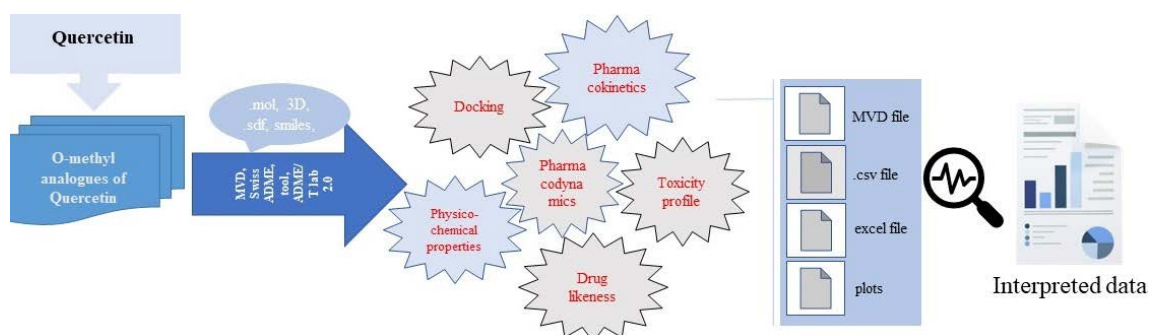 Quercetin
O-methyl
analogues of
Quercetin
.mol, 3D,
.sdf, smiles,
MVD,
Swiss
ADME,
tool,
ADME/
T lab
2.0
Docking
Pharma
cokinetics
Pharma
codyna
mics
Toxicity
profile
Physico-
chemical
properties
Drug
likeness
MVD file
.csv file
excel file
plots
Interpreted data